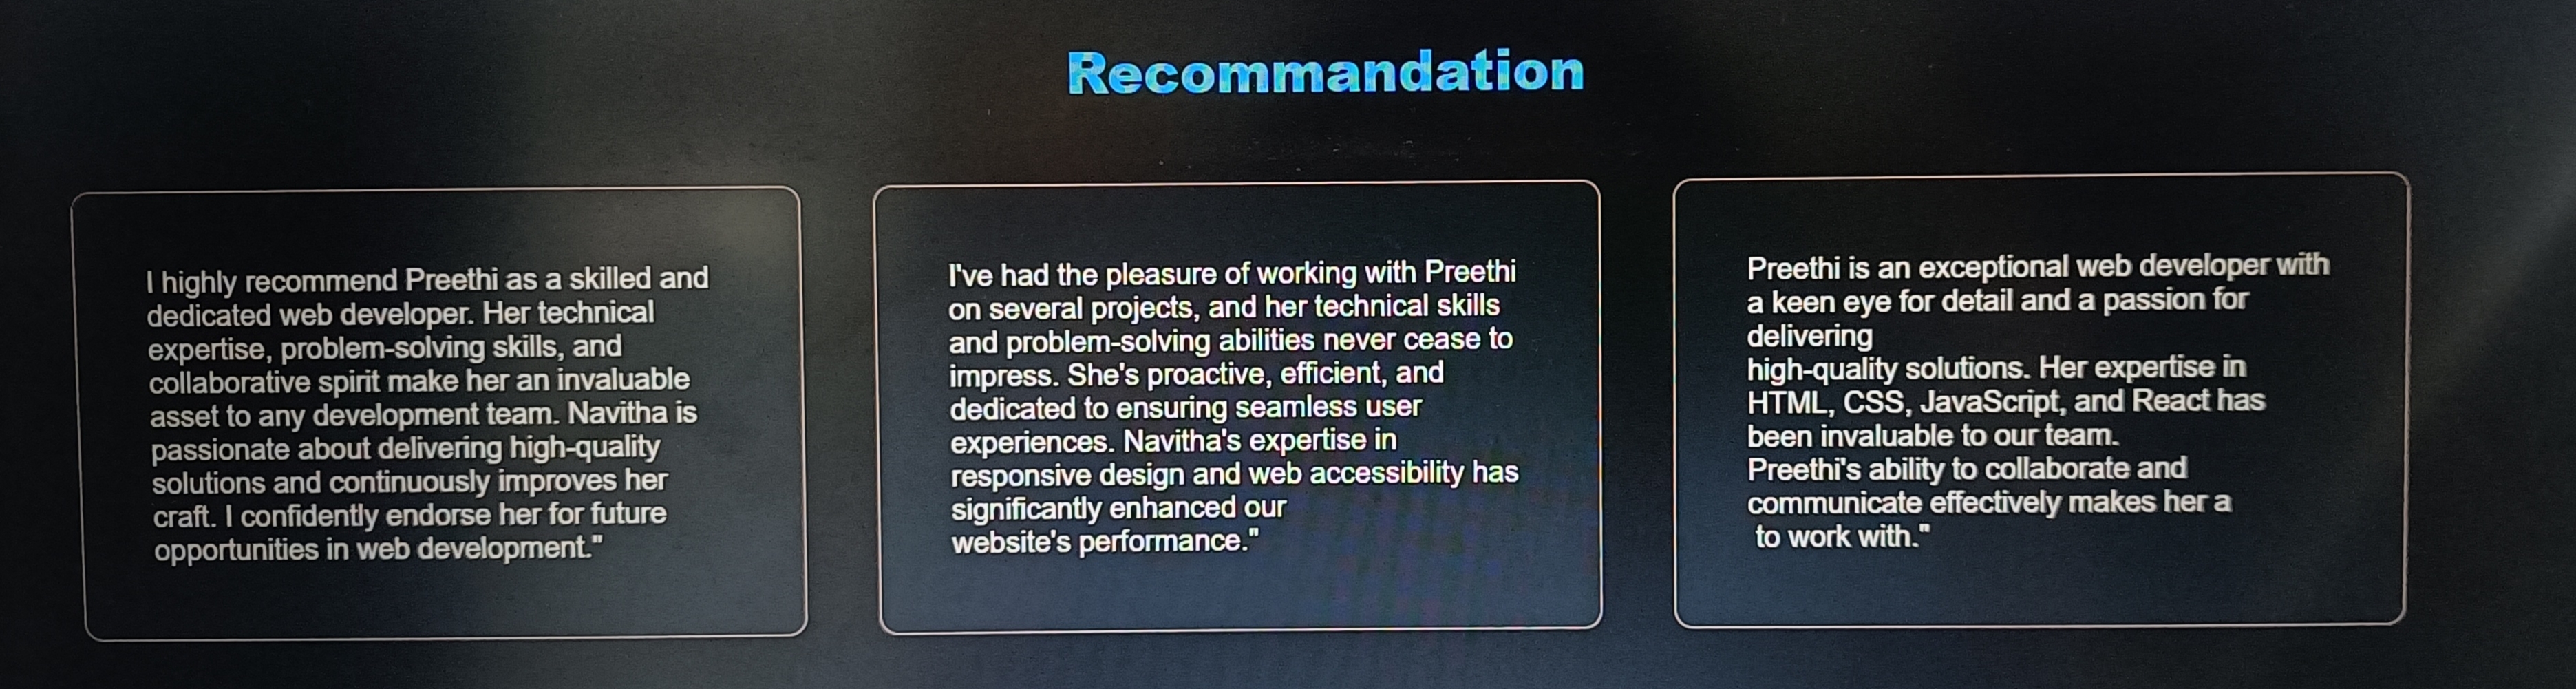 Recommandation
I highly recommend Preethi as a skilled and
dedicated web developer. Her technical
expertise, problem-solving skills, and
collaborative spirit make her an invaluable
asset to any development team. Navitha is
passionate about delivering high-quality
solutions and continuously improves her
craft. I confidently endorse her for future
opportunities in web development."
I've had the pleasure of working with Preethi
on several projects, and her technical skills
and problem-solving abilities never cease to
impress. She's proactive, efficient, and
dedicated to ensuring seamless user
experiences. Navitha's expertise in
responsive design and web accessibility has
significantly enhanced our
website's performance."
Preethi is an exceptional web developer with
a keen eye for detail and a passion for
delivering
high-quality solutions. Her expertise in
HTML, CSS, JavaScript, and React has
been invaluable to our team.
Preethi's ability to collaborate and
communicate effectively makes her a
to work with."